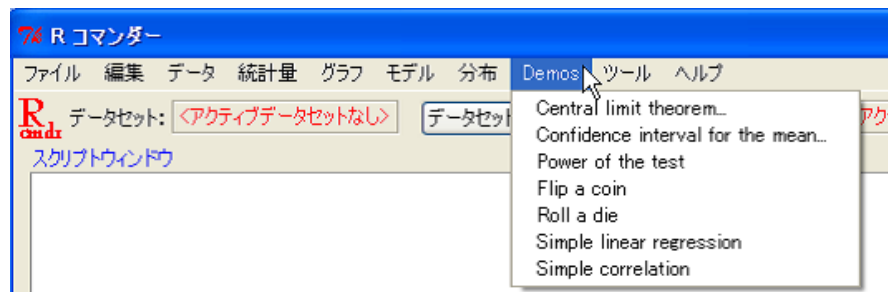 R コマンダー
ファイル 編集 データ 統計量 グラフ モデル 分布 Demos ツール ヘルプ
Rcmdr データセット: <アクティブデータセットなし> データセッ アク
スクリプトウィンドウ
Central limit theorem...
Confidence interval for the mean...
Power of the test
Flip a coin
Roll a die
Simple linear regression
Simple correlation